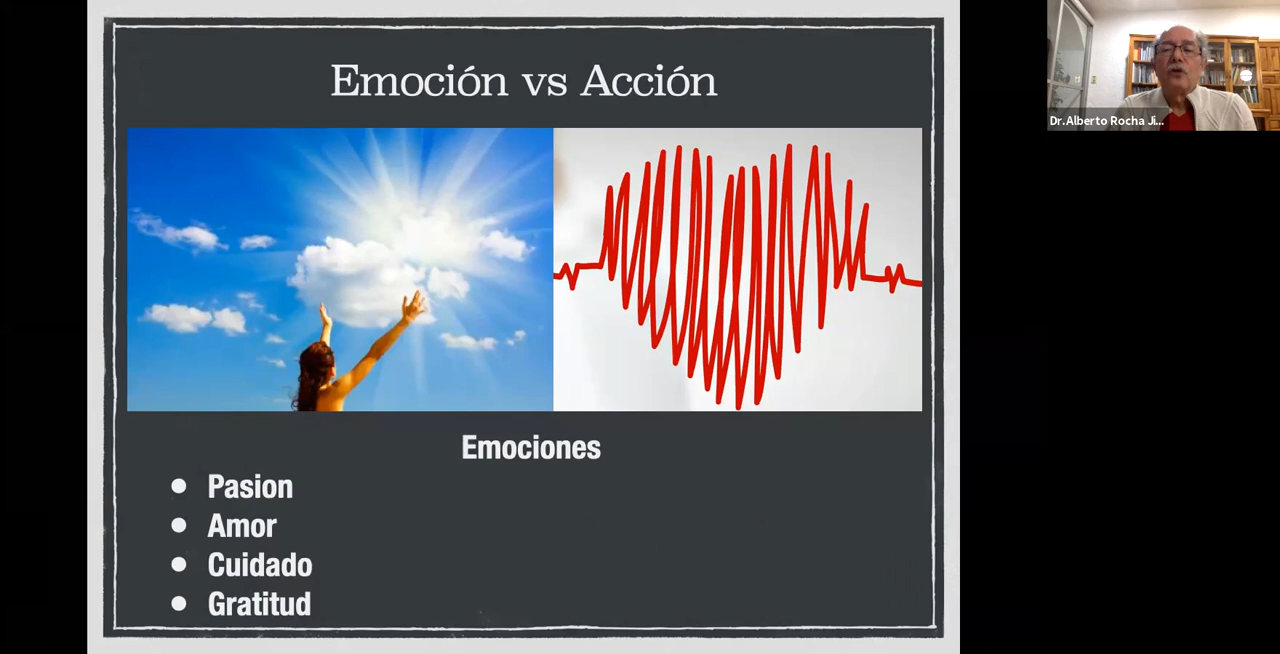 Emoción vs Acción
Dr.Alberto Rocha Ji...
Emociones
Pasion
Amor
Cuidado
Gratitud